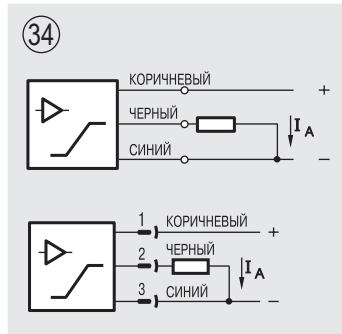 34
КОРИЧНЕВЫЙ +
ЧЕРНЫЙ
I A
СИНИЙ –
1 КОРИЧНЕВЫЙ +
2 ЧЕРНЫЙ
I A
3 СИНИЙ –